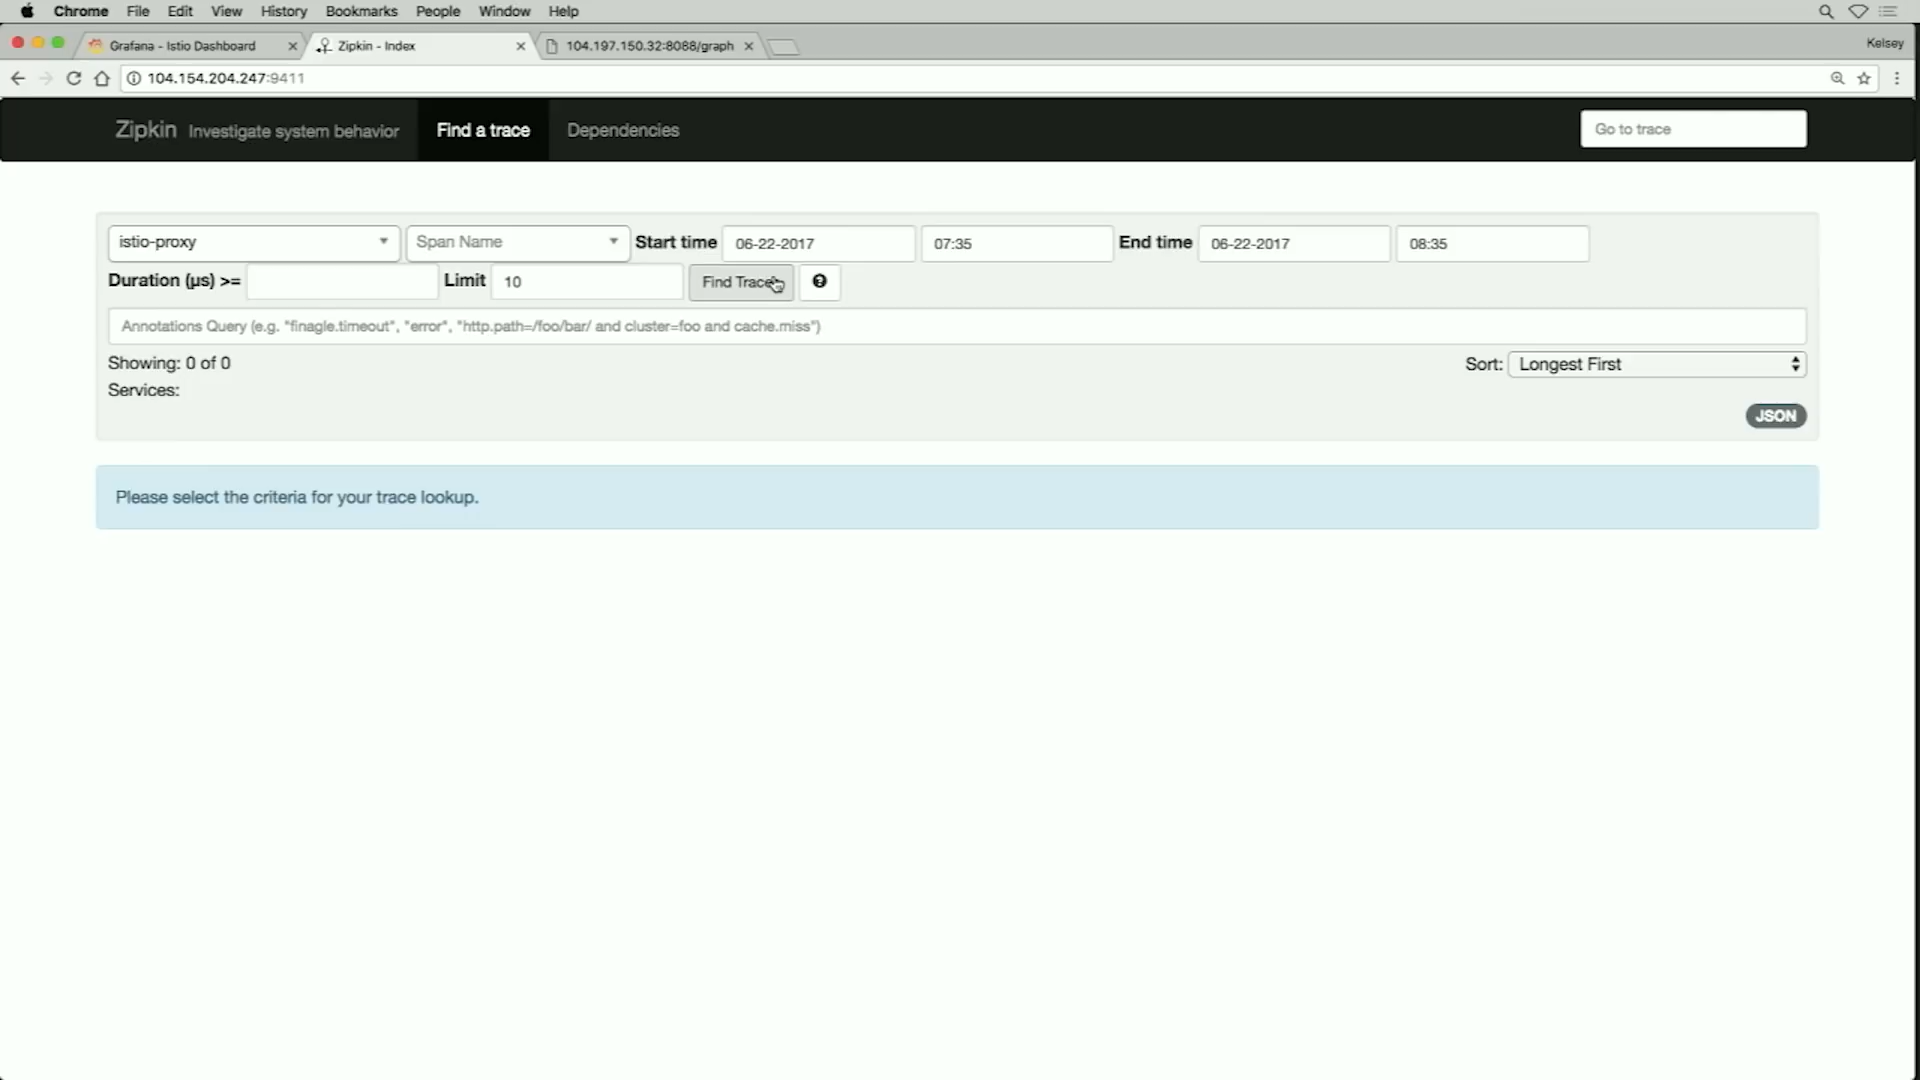 Chrome File Edit View History Bookmarks People Window Help
Grafana - Istio Dashboard Zipkin - Index 104.197.150.32:8088/graph Kelsey
104.154.204.247:9411
Zipkin Investigate system behavior Find a trace Dependencies Go to trace
istio-proxy Span Name Start time 06-22-2017 07:35 End time 06-22-2017 08:35
Duration (µs) >= Limit 10 Find Traces
Annotations Query (e.g. "finagle.timeout", "error", "http.path=/foo/bar/ and cluster=foo and cache.miss")
Showing: 0 of 0 Sort: Longest First
Services:
JSON
Please select the criteria for your trace lookup.